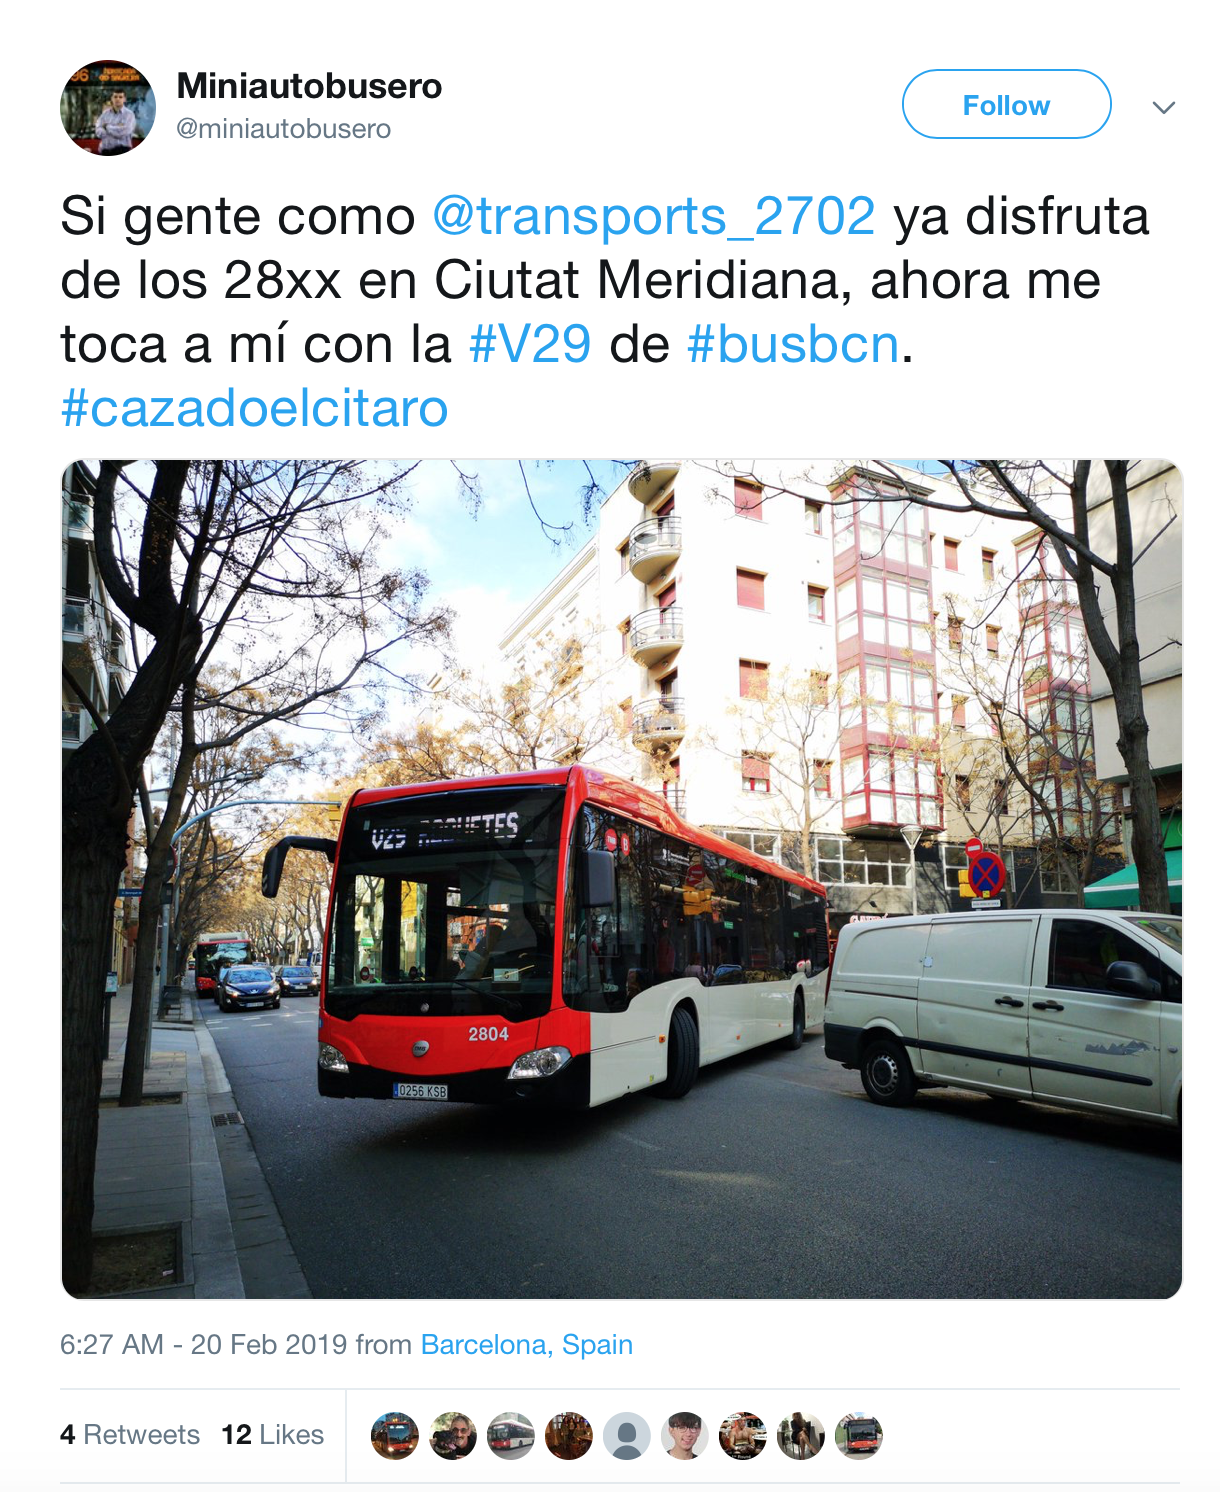 Miniautobusero
@miniautobusero
Follow
Si gente como @transports_2702 ya disfruta
de los 28xx en Ciutat Meridiana, ahora me
toca a mí con la #V29 de #busbcn.
#cazadoelcitaro
V29
2804
0256 KSB
6:27 AM - 20 Feb 2019 from Barcelona, Spain
4 Retweets 12 Likes